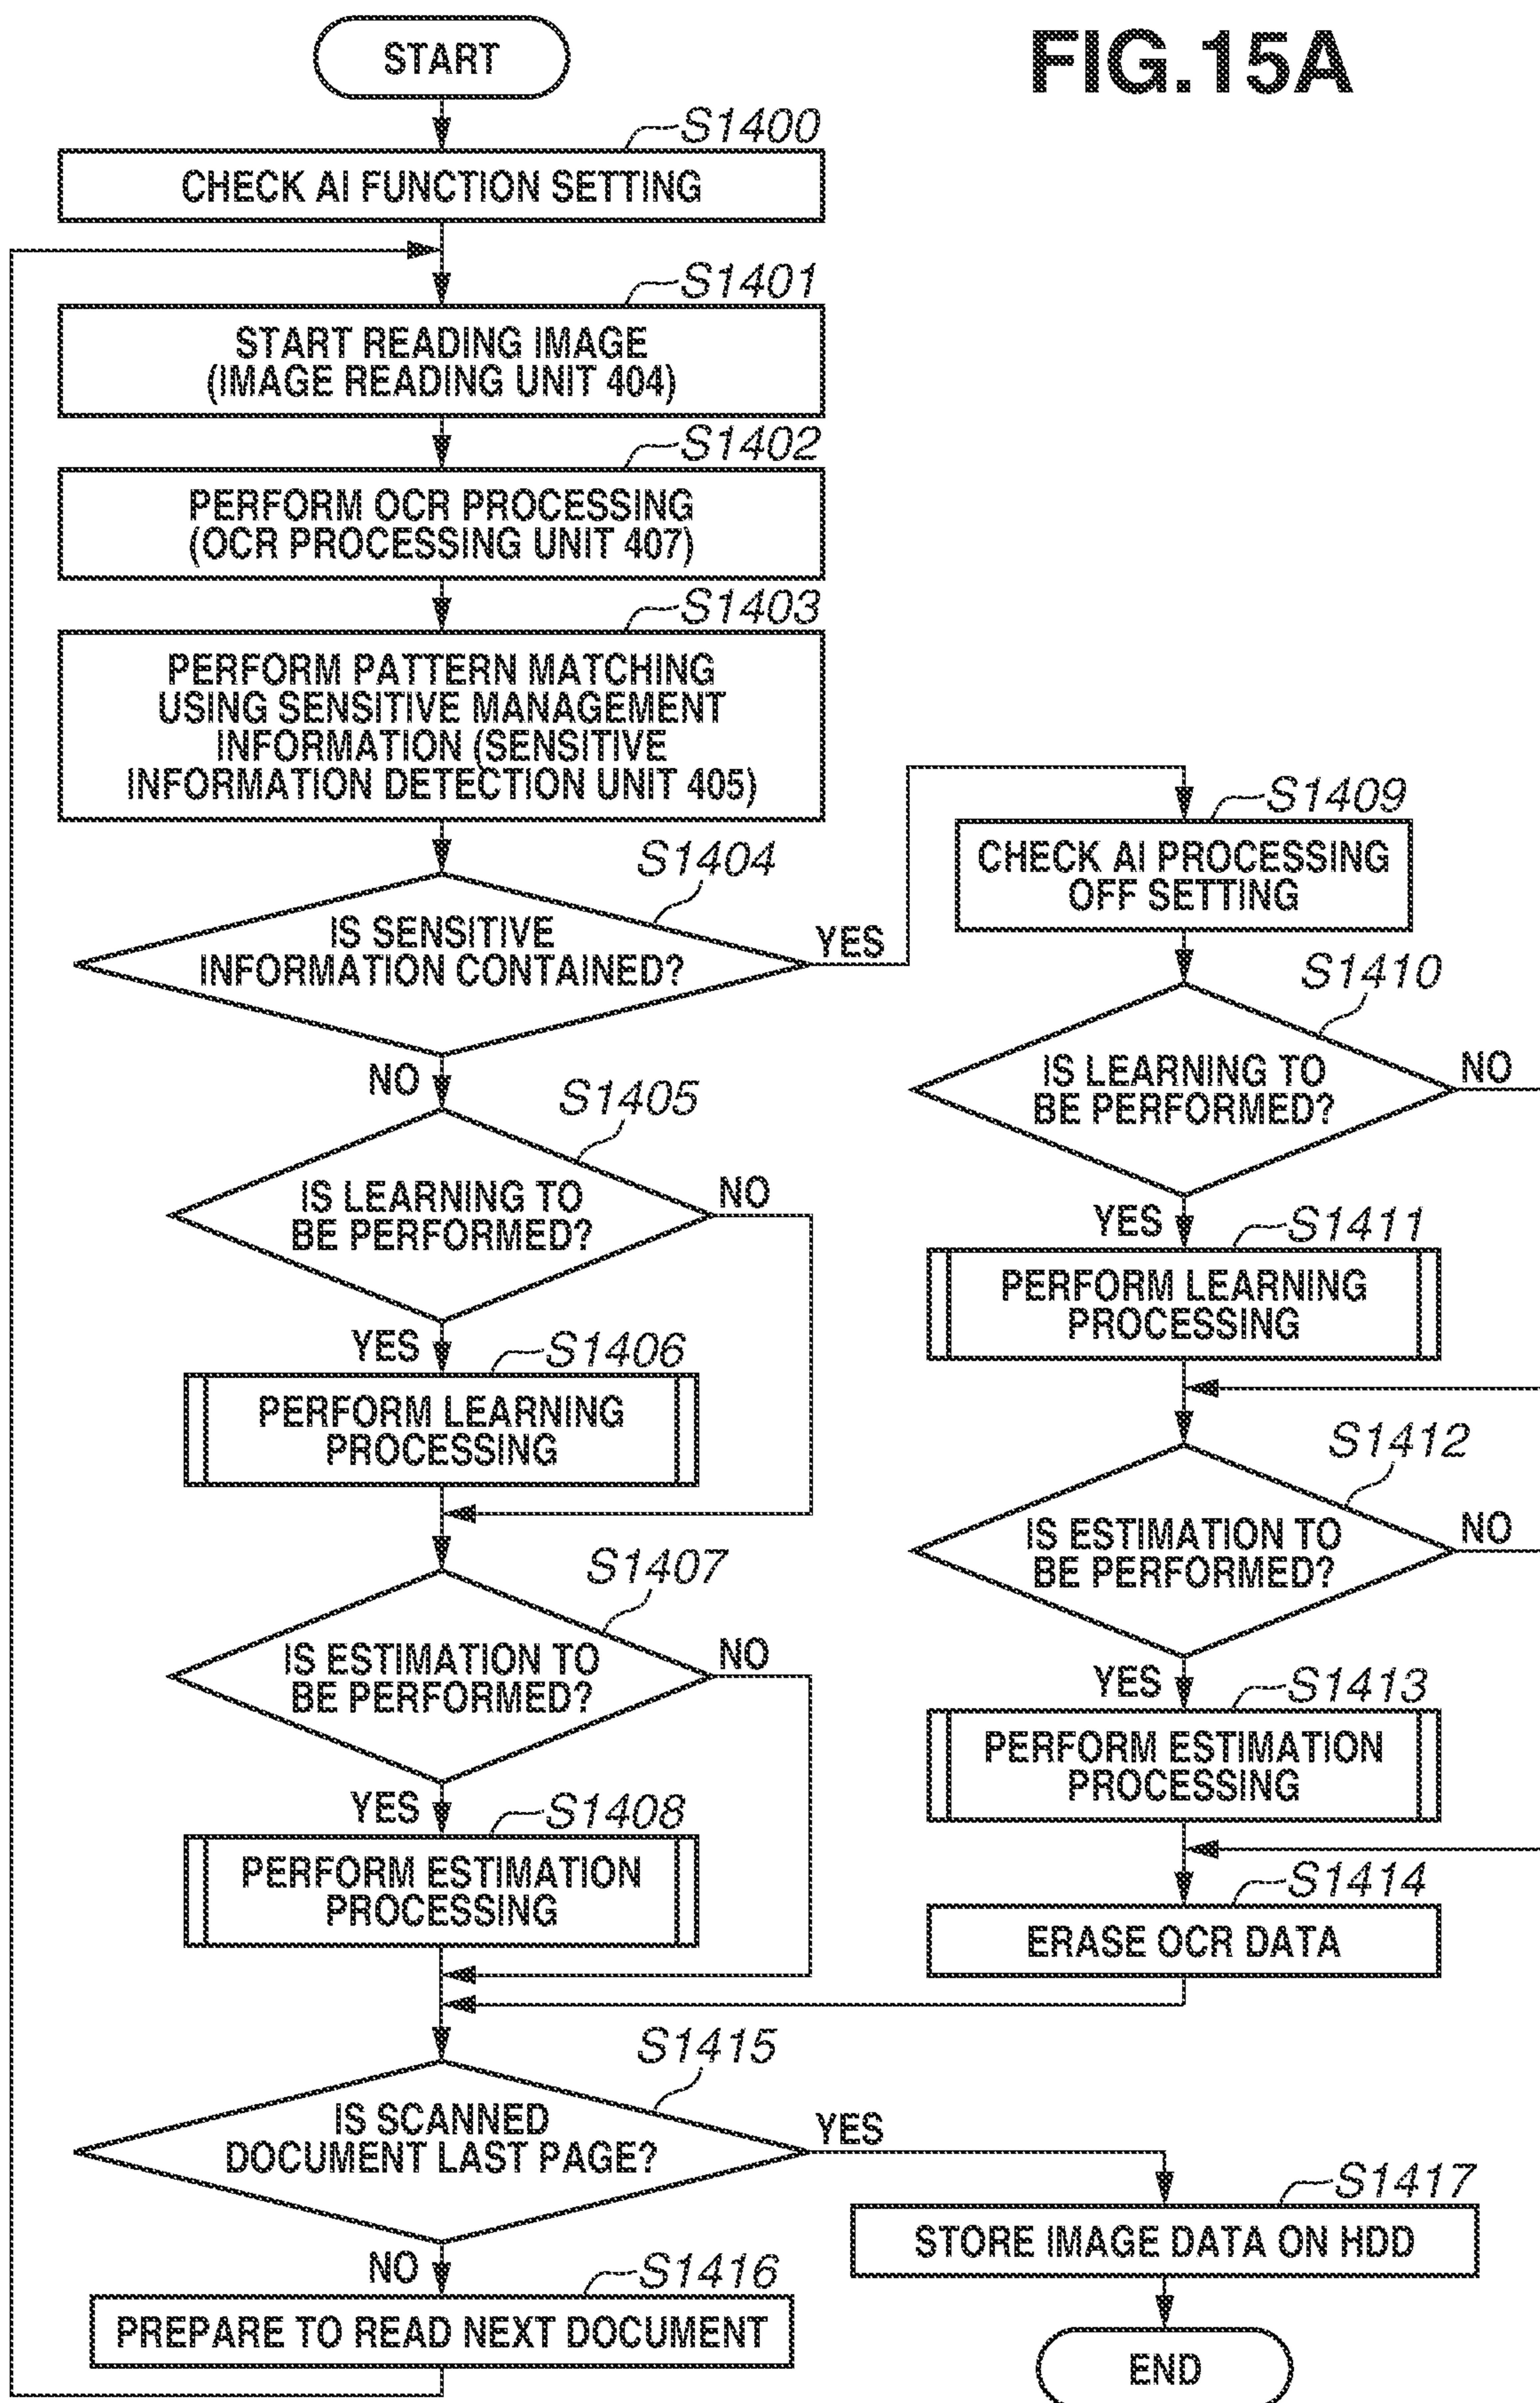 FIG.15A
START
S1400
CHECK AI FUNCTION SETTING
S1401
START READING IMAGE
(IMAGE READING UNIT 404)
S1402
PERFORM OCR PROCESSING
(OCR PROCESSING UNIT 407)
S1403
PERFORM PATTERN MATCHING
USING SENSITIVE MANAGEMENT
INFORMATION (SENSITIVE
INFORMATION DETECTION UNIT 405)
S1404
IS SENSITIVE
INFORMATION CONTAINED?
YES
NO
S1405
IS LEARNING TO
BE PERFORMED?
NO
YES
S1406
PERFORM LEARNING
PROCESSING
S1407
IS ESTIMATION TO
BE PERFORMED?
NO
YES
S1408
PERFORM ESTIMATION
PROCESSING
S1409
CHECK AI PROCESSING
OFF SETTING
S1410
IS LEARNING TO
BE PERFORMED?
NO
YES
S1411
PERFORM LEARNING
PROCESSING
S1412
IS ESTIMATION TO
BE PERFORMED?
NO
YES
S1413
PERFORM ESTIMATION
PROCESSING
S1414
ERASE OCR DATA
S1415
IS SCANNED
DOCUMENT LAST PAGE?
YES
NO
S1416
PREPARE TO READ NEXT DOCUMENT
S1417
STORE IMAGE DATA ON HDD
END